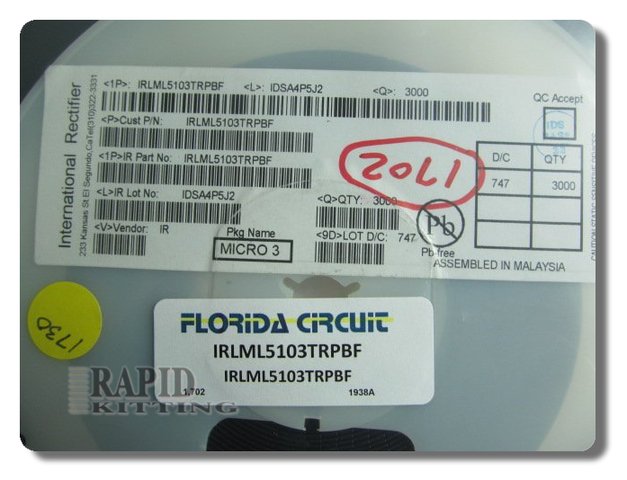 International Rectifier
233 Kansas St El Segundo, Ca Tel(310)322-3331
<1P>: IRLML5103TRPBF <L>: IDSA4P5J2 <Q>: 3000
<P>Cust P/N: IRLML5103TRPBF
<1P>IR Part No: IRLML5103TRPBF
<L>IR Lot No: IDSA4P5J2 <Q>QTY: 3000
<V>Vendor: IR Pkg Name <9D>LOT D/C: 747
MICRO 3
QC Accept
IDS
D/C QTY
747 3000
Pb
Pb free
ASSEMBLED IN MALAYSIA
1702
1730
FLORIDA CIRCUIT
IRLML5103TRPBF
IRLML5103TRPBF
1,702 1938A
RAPID
KITTING